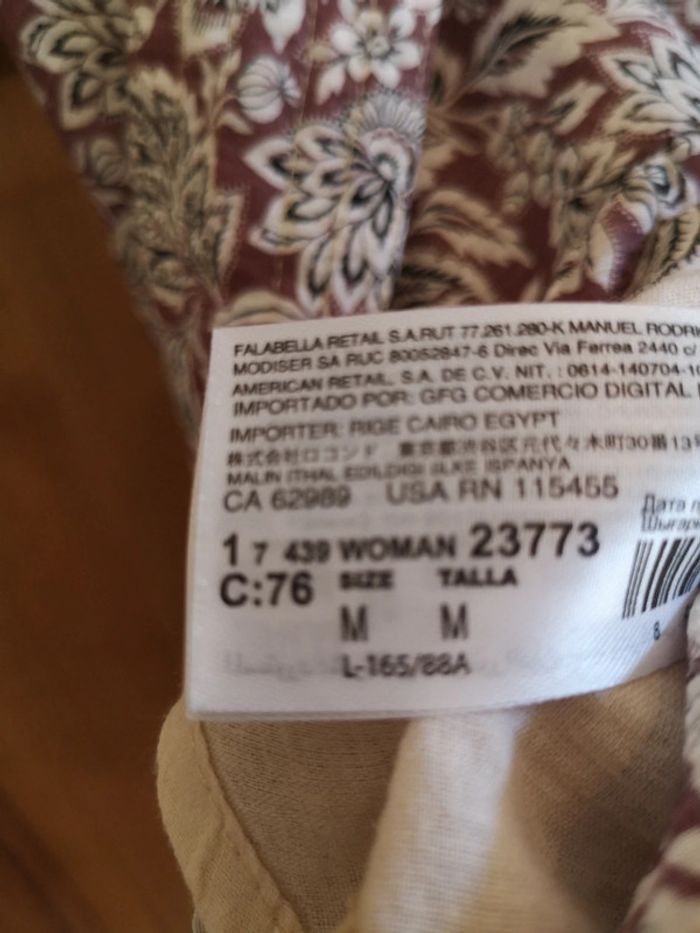 FALABELLA RETAIL S.A.RUT 77.261.280-K MANUEL RODRI
MODISER SA RUC 80052847-6 Direc Via Ferrea 2440 c/
AMERICAN RETAIL, S.A. DE C.V. NIT. : 0614-140704-10
IMPORTADO POR: GFG COMERCIO DIGITAL
IMPORTER: RIGE CAIRO EGYPT
株式会社ロコンド 東京都渋谷区元代々木町30番13号
MALIN ITHAL EDILDIGI ULKE ISPANYA
CA 62989 USA RN 115455
Дата п
Шығары
1 7 439 WOMAN 23773
C:76 SIZE TALLA
M M
8
L-165/88A